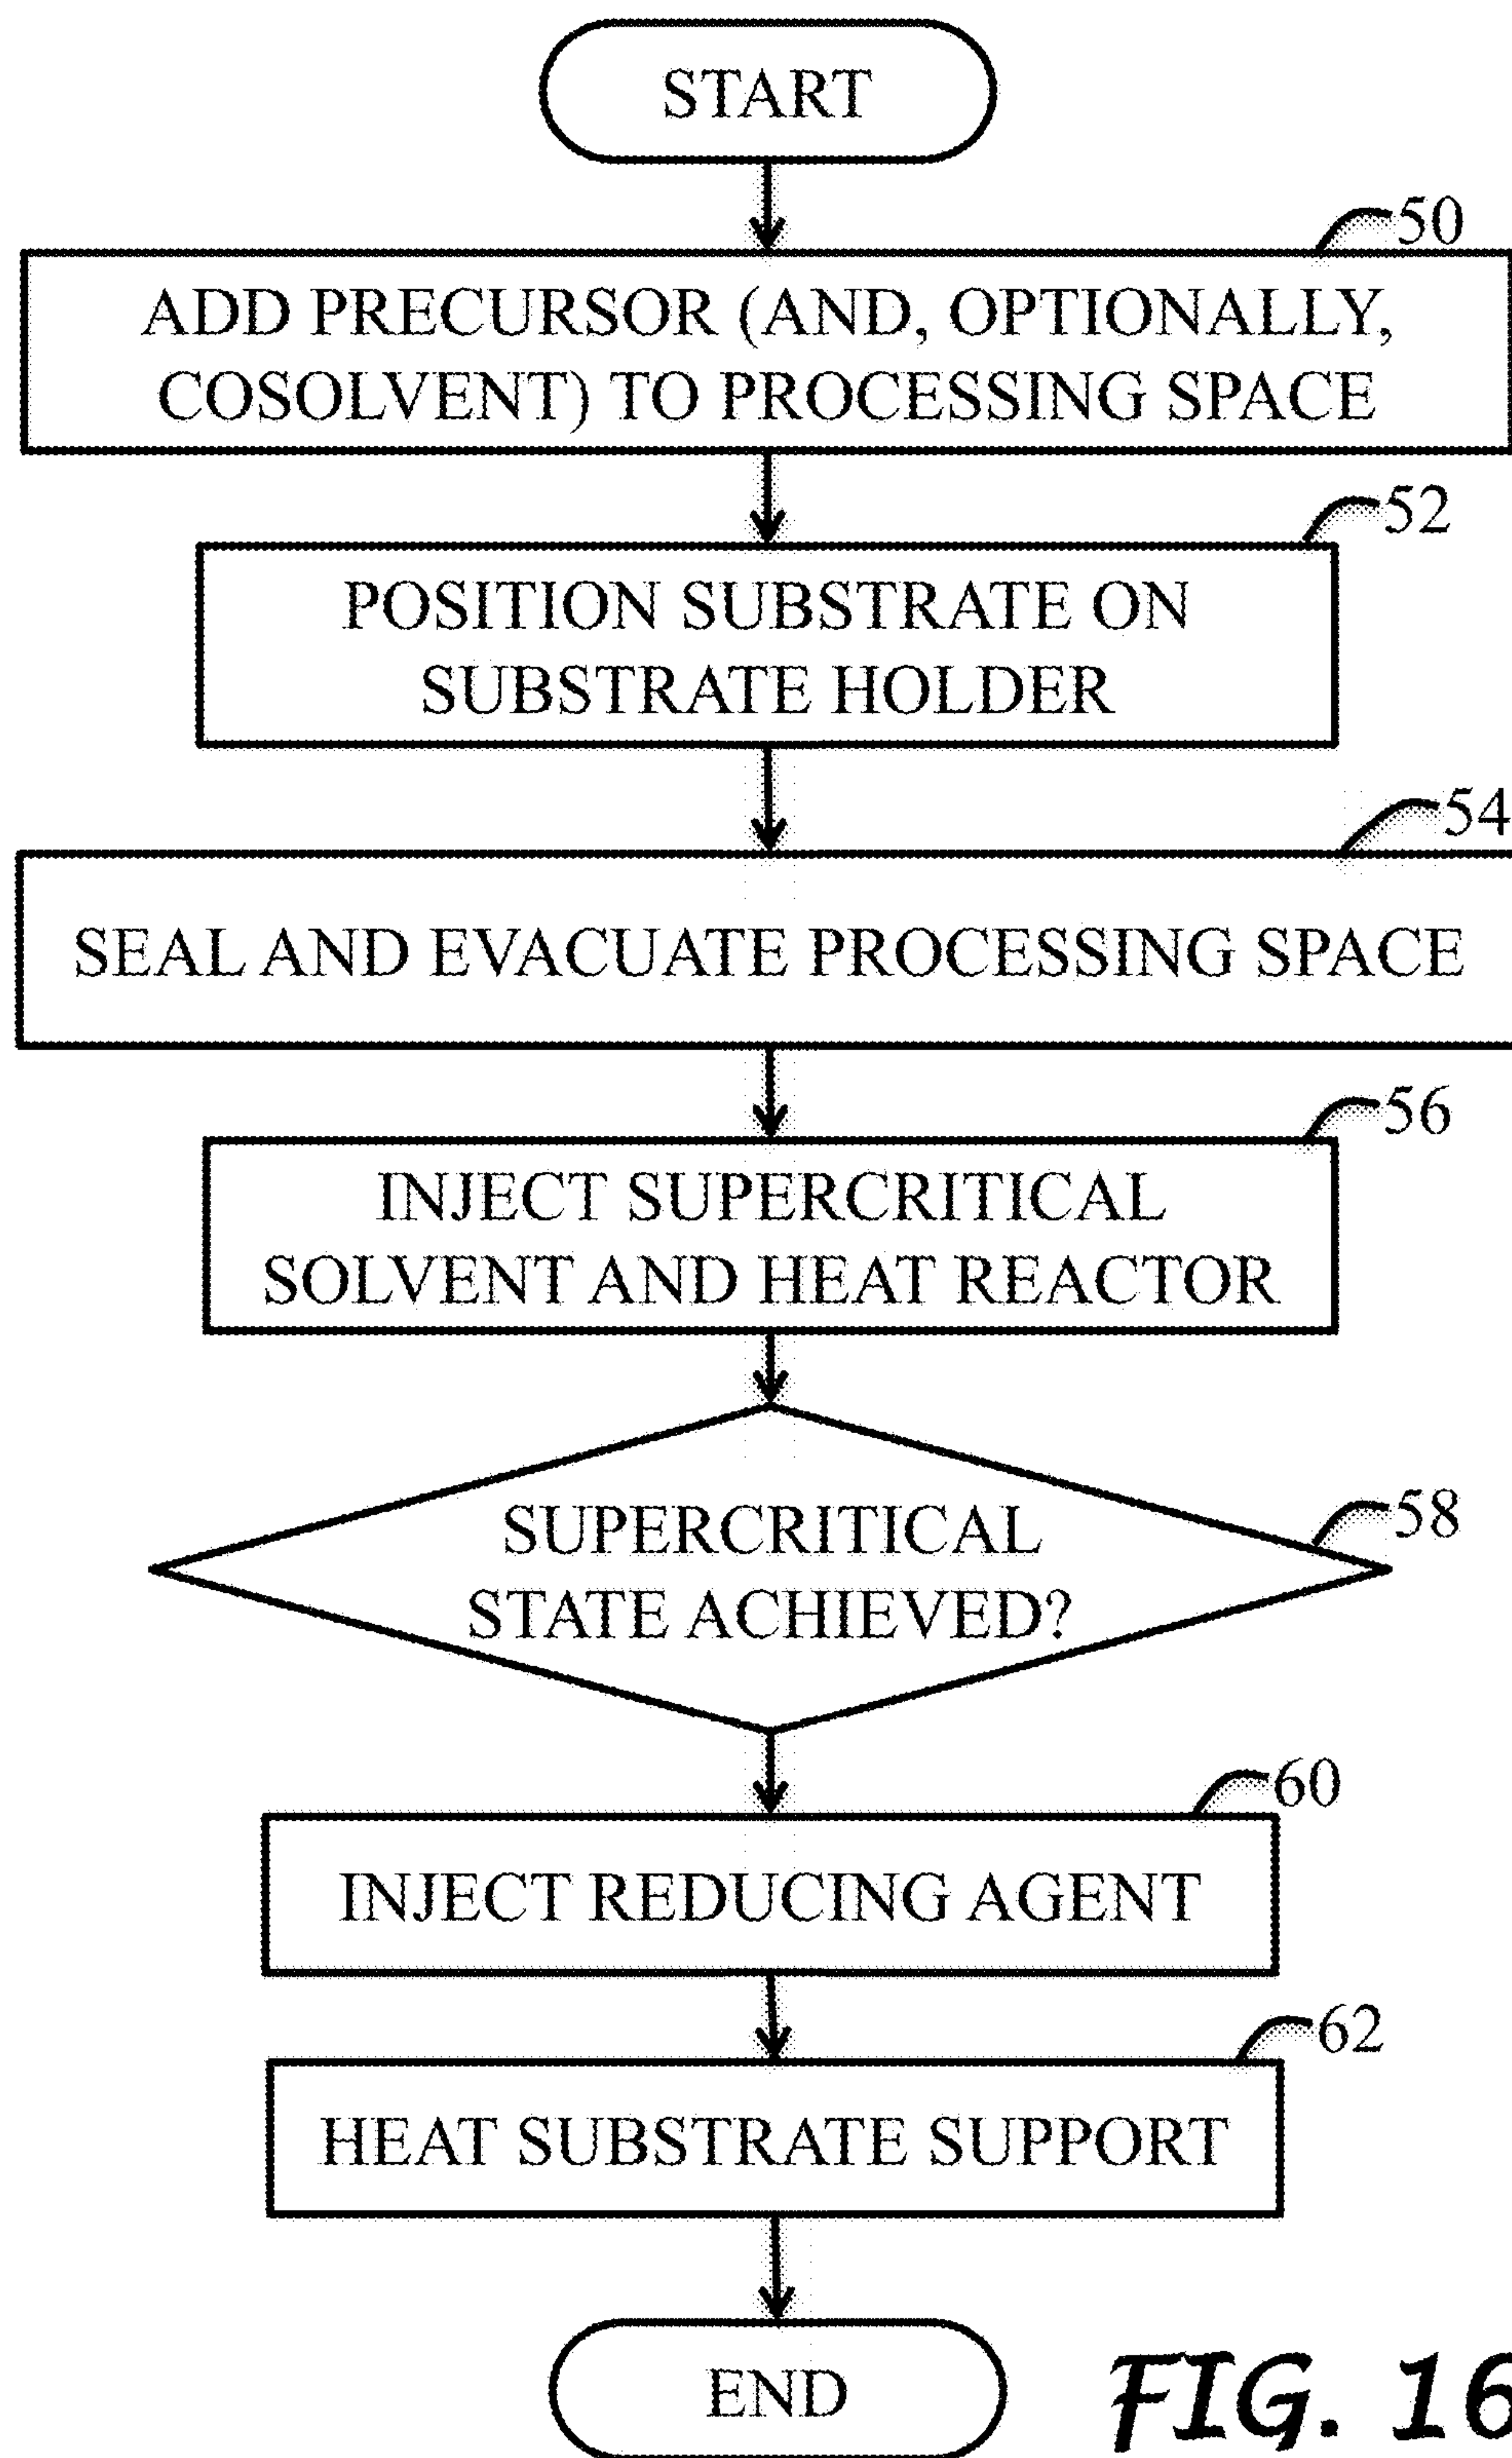 START
50
ADD PRECURSOR (AND, OPTIONALLY,
COSOLVENT) TO PROCESSING SPACE
52
POSITION SUBSTRATE ON
SUBSTRATE HOLDER
54
SEAL AND EVACUATE PROCESSING SPACE
56
INJECT SUPERCRITICAL
SOLVENT AND HEAT REACTOR
58
SUPERCRITICAL
STATE ACHIEVED?
60
INJECT REDUCING AGENT
62
HEAT SUBSTRATE SUPPORT
END
FIG. 16